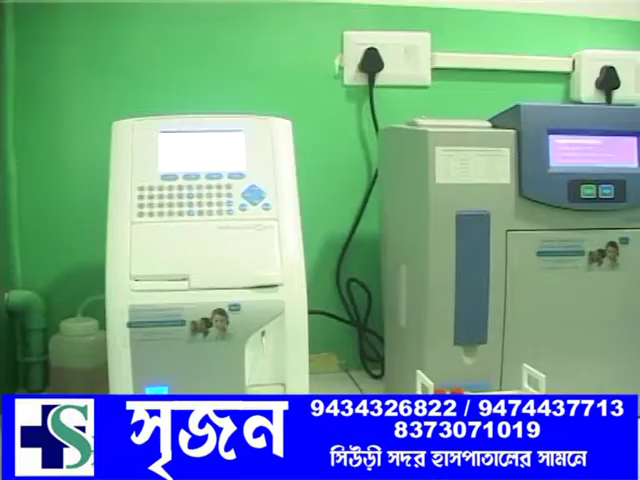 S
সৃজন
9434326822 / 9474437713
8373071019
সিউড়ী সদর হাসপাতালের সামনে